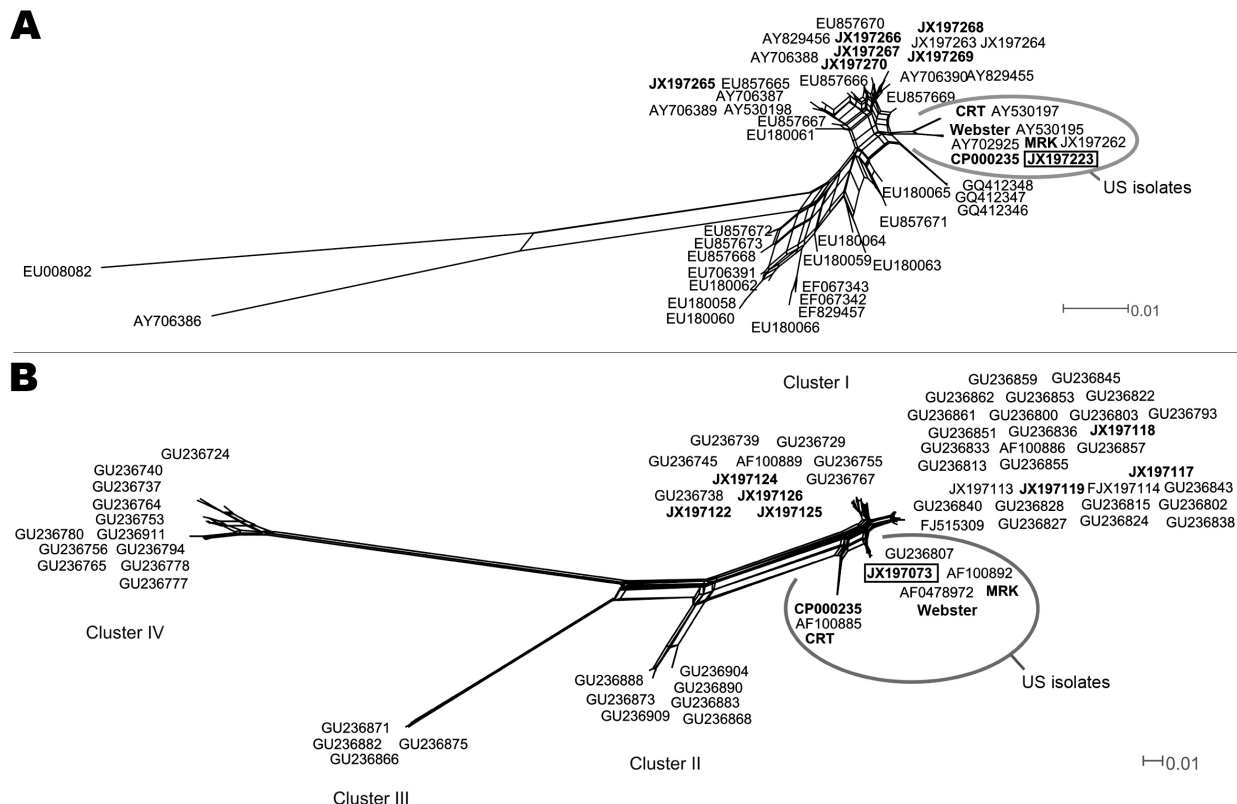 A
EU857670 JX197268
AY829456 JX197266 JX197263 JX197264
AY706388 JX197267 JX197269
JX197270
JX197265 EU857665 EU857666 AY706390 AY829455
AY706387 EU857669
AY706389 AY530198 CRT AY530197
EU857667
EU180061 Webster AY530195
AY702925 MRK JX197262
CP000235 JX197223
US isolates
EU180065 GQ412348
GQ412347
GQ412346
EU857671
EU857672
EU857673 EU180064
EU857668 EU180059 EU180063
EU008082 EU706391
EU180062 EF067343
EU180058 EF067342
AY706386 EU180060 EF829457
EU180066
0.01
B
Cluster I
GU236859 GU236845
GU236862 GU236853 GU236822
GU236861 GU236800 GU236803 GU236793
GU236851 GU236836 JX197118
GU236833 AF100886 GU236857
GU236813 GU236855
JX197117
JX197113 JX197119 FJX197114 GU236843
GU236840 GU236828 GU236815 GU236802
FJ515309 GU236827 GU236824 GU236838
GU236739 GU236729
GU236745 AF100889 GU236755
JX197124 GU236767
GU236738 JX197126
JX197122 JX197125
GU236724
GU236740
GU236737
GU236764
GU236753
GU236780 GU236911
GU236756 GU236794
GU236765 GU236778
GU236777
Cluster IV
GU236807
JX197073 AF100892
AF0478972 MRK
Webster
CP000235
AF100885
CRT
US isolates
GU236888 GU236904
GU236873 GU236890
GU236909 GU236883
GU236868
Cluster II
GU236871
GU236882 GU236875
GU236866
Cluster III
0.01